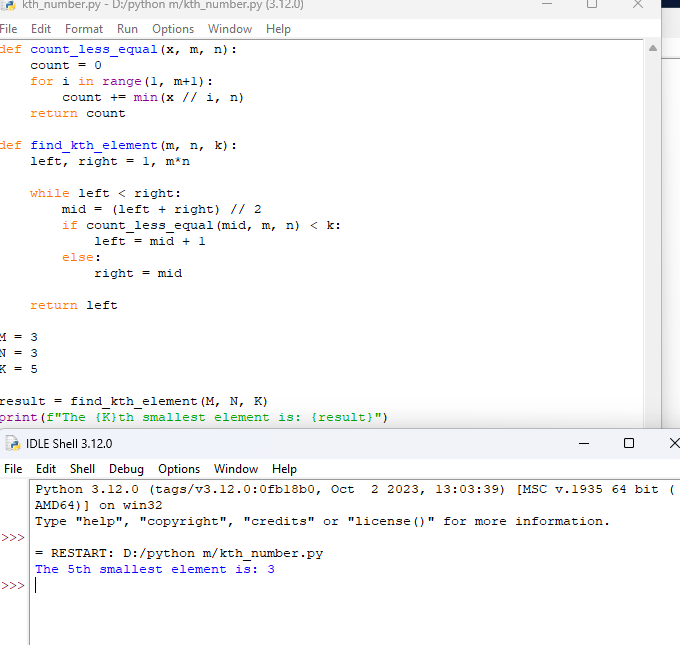 kth_number.py - D:/python m/kth_number.py (3.12.0)
File Edit Format Run Options Window Help
def count_less_equal(x, m, n):
    count = 0
    for i in range(1, m+1):
        count += min(x // i, n)
    return count

def find_kth_element(m, n, k):
    left, right = 1, m*n

    while left < right:
        mid = (left + right) // 2
        if count_less_equal(mid, m, n) < k:
            left = mid + 1
        else:
            right = mid

    return left

M = 3
N = 3
K = 5

result = find_kth_element(M, N, K)
print(f"The {K}th smallest element is: {result}")
IDLE Shell 3.12.0
File Edit Shell Debug Options Window Help
Python 3.12.0 (tags/v3.12.0:0fb18b0, Oct  2 2023, 13:03:39) [MSC v.1935 64 bit (
AMD64)] on win32
Type "help", "copyright", "credits" or "license()" for more information.
>>>
= RESTART: D:/python m/kth_number.py
The 5th smallest element is: 3
>>>